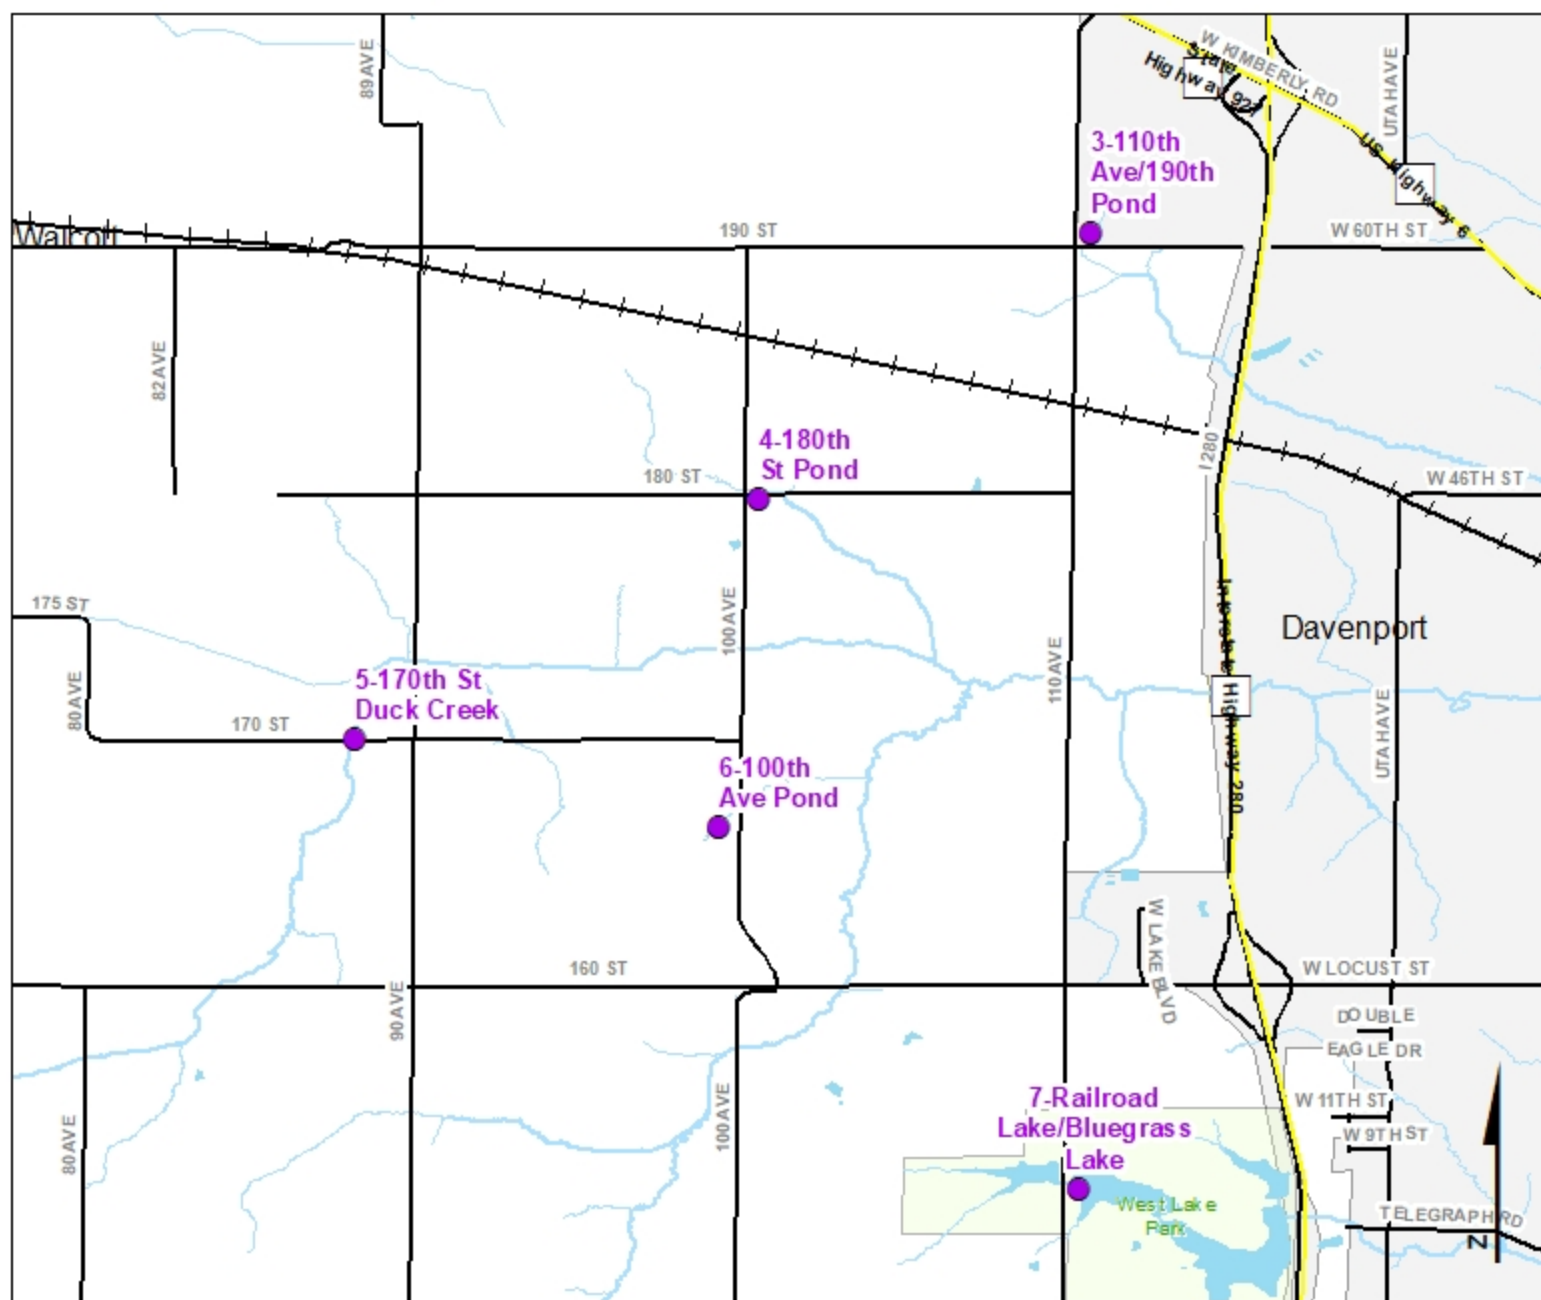 89 AVE
W KIMBERLY RD
State
Highway 92
UTAH AVE
US Highway 6
3-110th
Ave/190th
Pond
Walcott
190 ST
W 60TH ST
82 AVE
4-180th
St Pond
180 ST
I 280
W 46TH ST
175 ST
100 AVE
Interstate Highway 280
Davenport
110 AVE
80 AVE
5-170th St
Duck Creek
170 ST
UTAH AVE
6-100th
Ave Pond
W LAKE BLVD
160 ST
W LOCUST ST
90 AVE
DOUBLE
EAGLE DR
W 11TH ST
W 9TH ST
80 AVE
100 AVE
7-Railroad
Lake/Bluegrass
Lake
West Lake
Park
TELEGRAPH RD
N